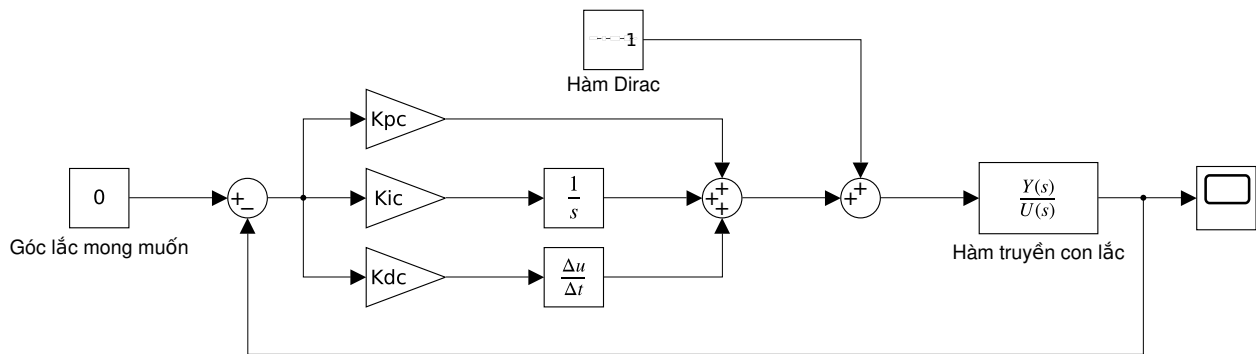 1
Hàm Dirac
Kpc
0
+
−
Kic
1
s
+
+
+
+
+
Y(s)
U(s)
Góc lắc mong muốn
Hàm truyền con lắc
Kdc
Δu
Δt